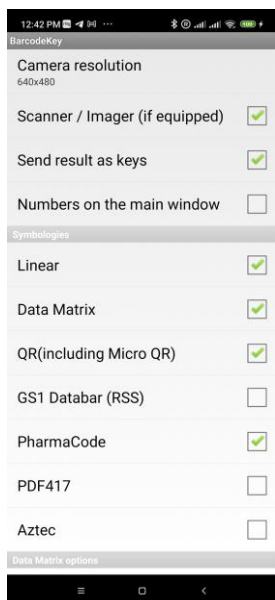 12:42 PM
BarcodeKey
Camera resolution
640x480
Scanner / Imager (if equipped)
Send result as keys
Numbers on the main window
Symbologies
Linear
Data Matrix
QR(including Micro QR)
GS1 Databar (RSS)
PharmaCode
PDF417
Aztec
Data Matrix options